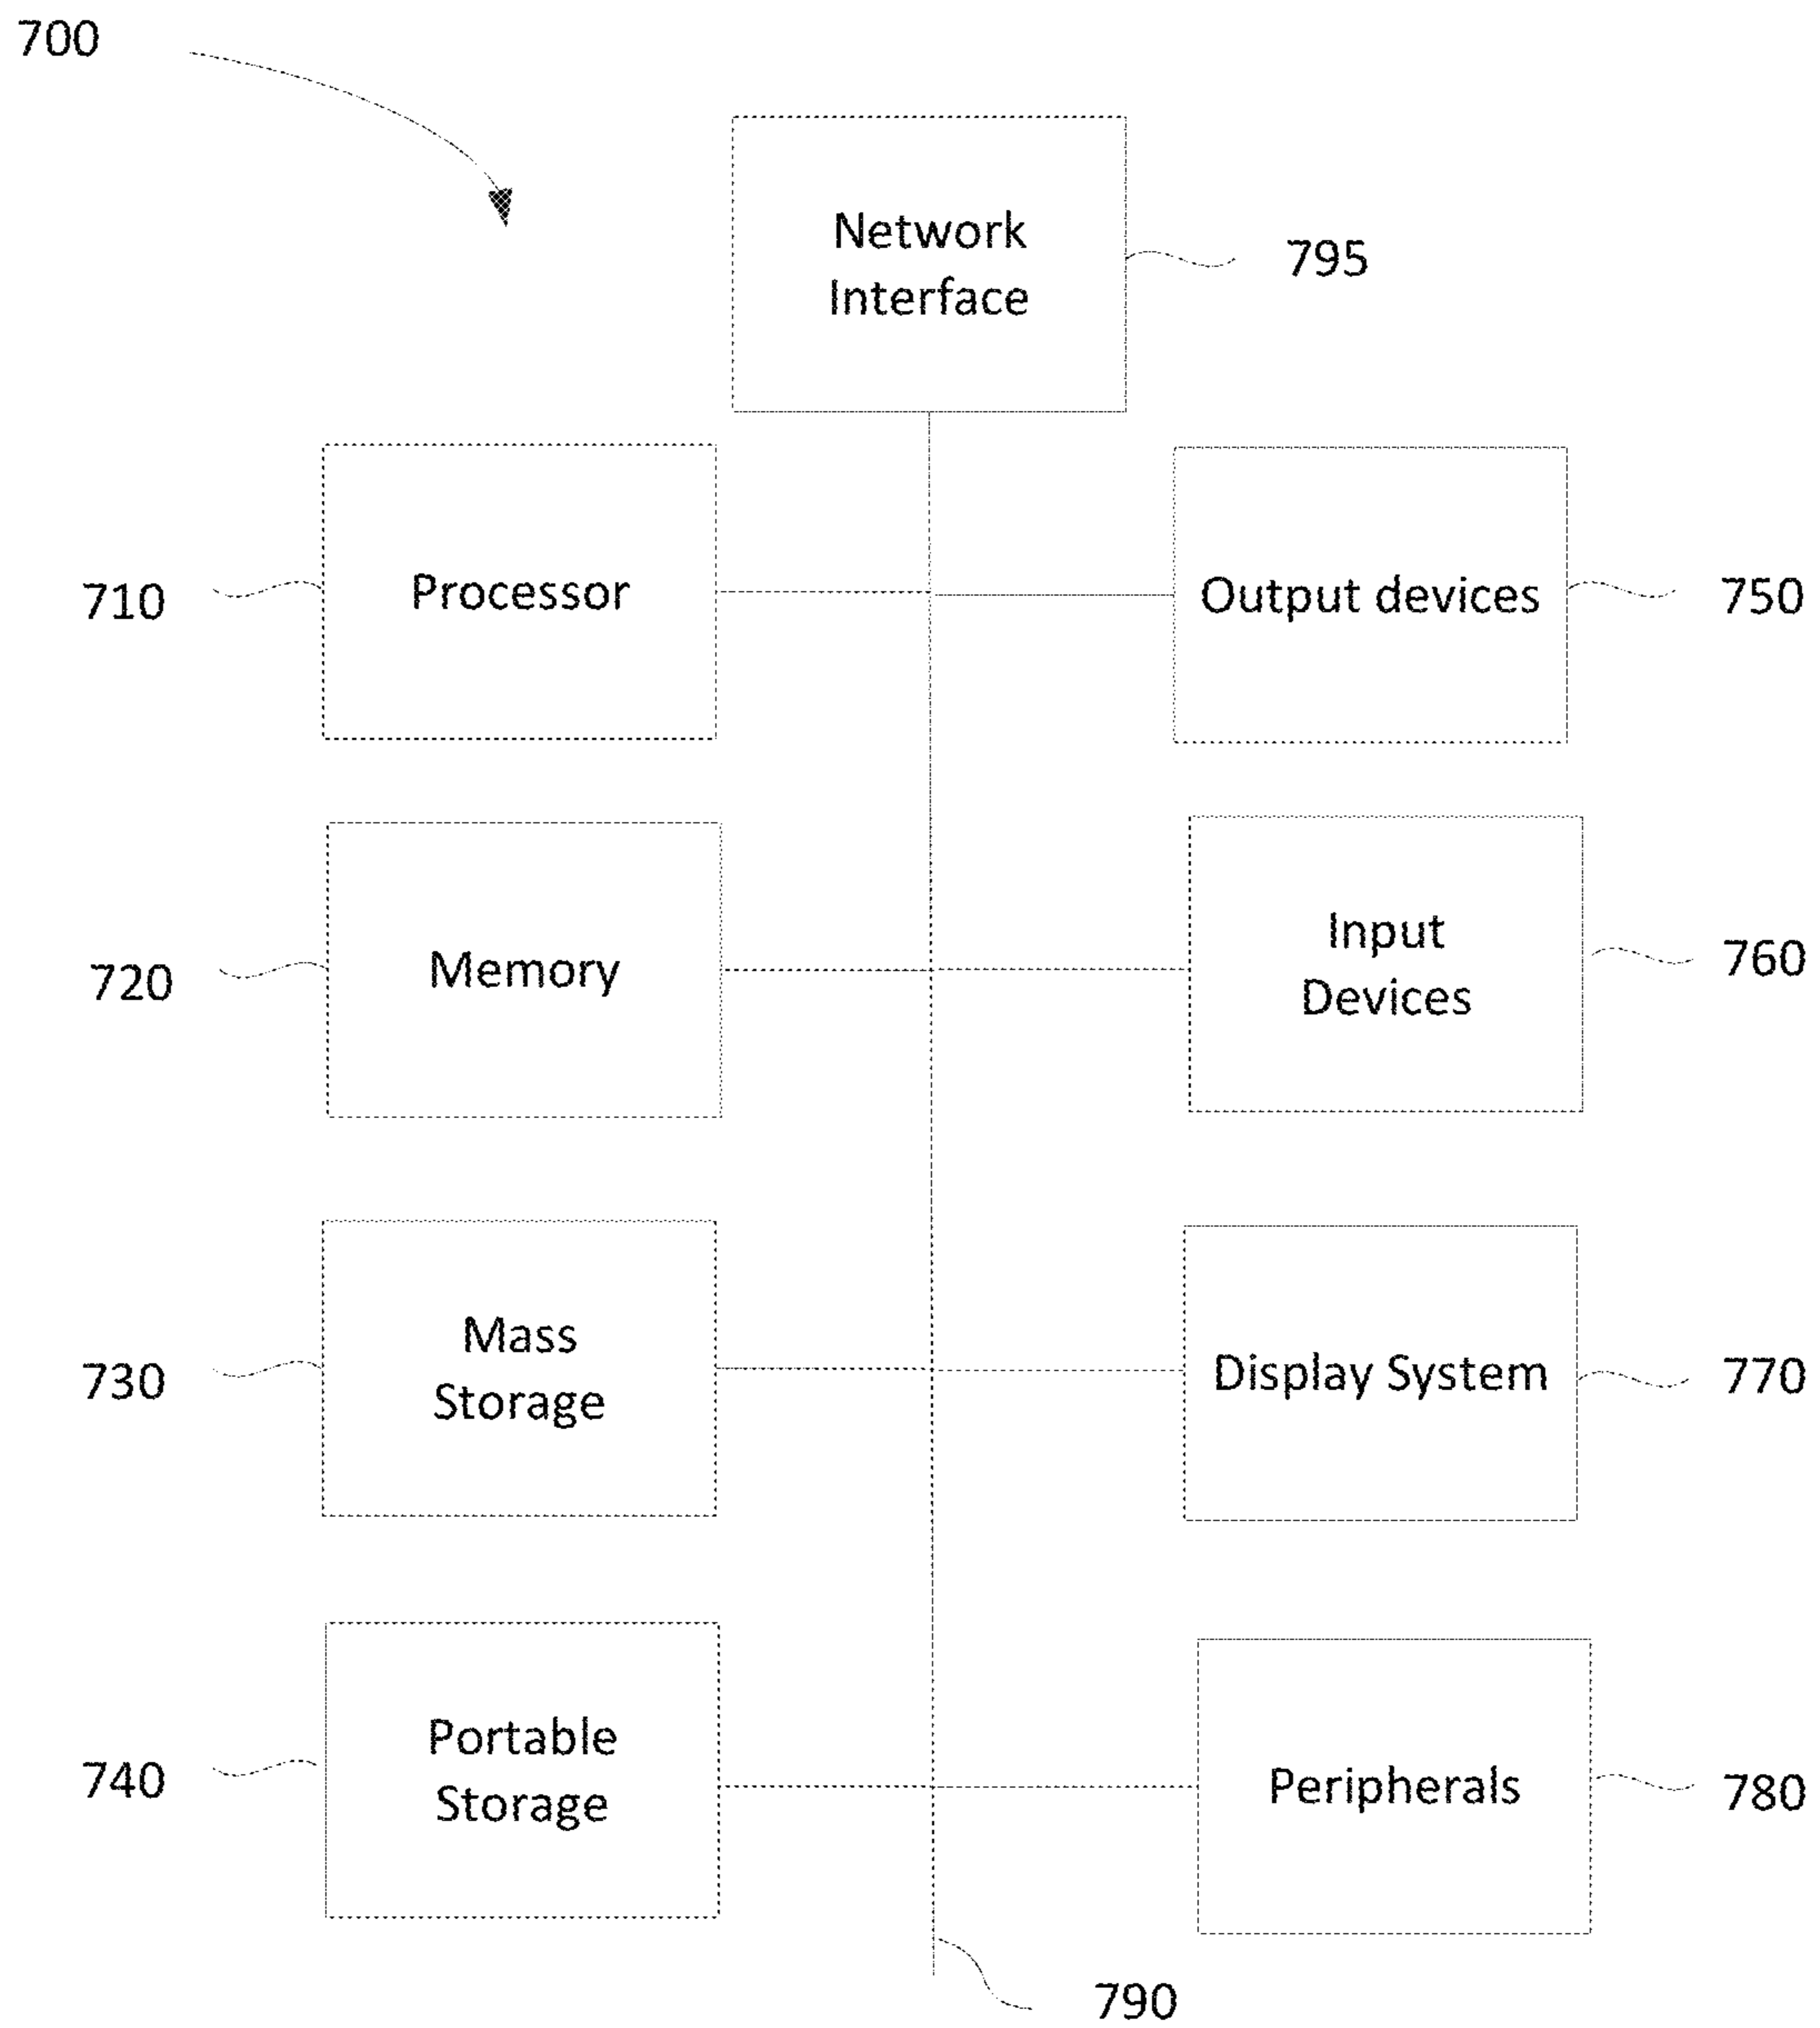 700
Network
Interface
795
710
Processor
Output devices
750
720
Memory
Input
Devices
760
730
Mass
Storage
Display System
770
740
Portable
Storage
Peripherals
780
790